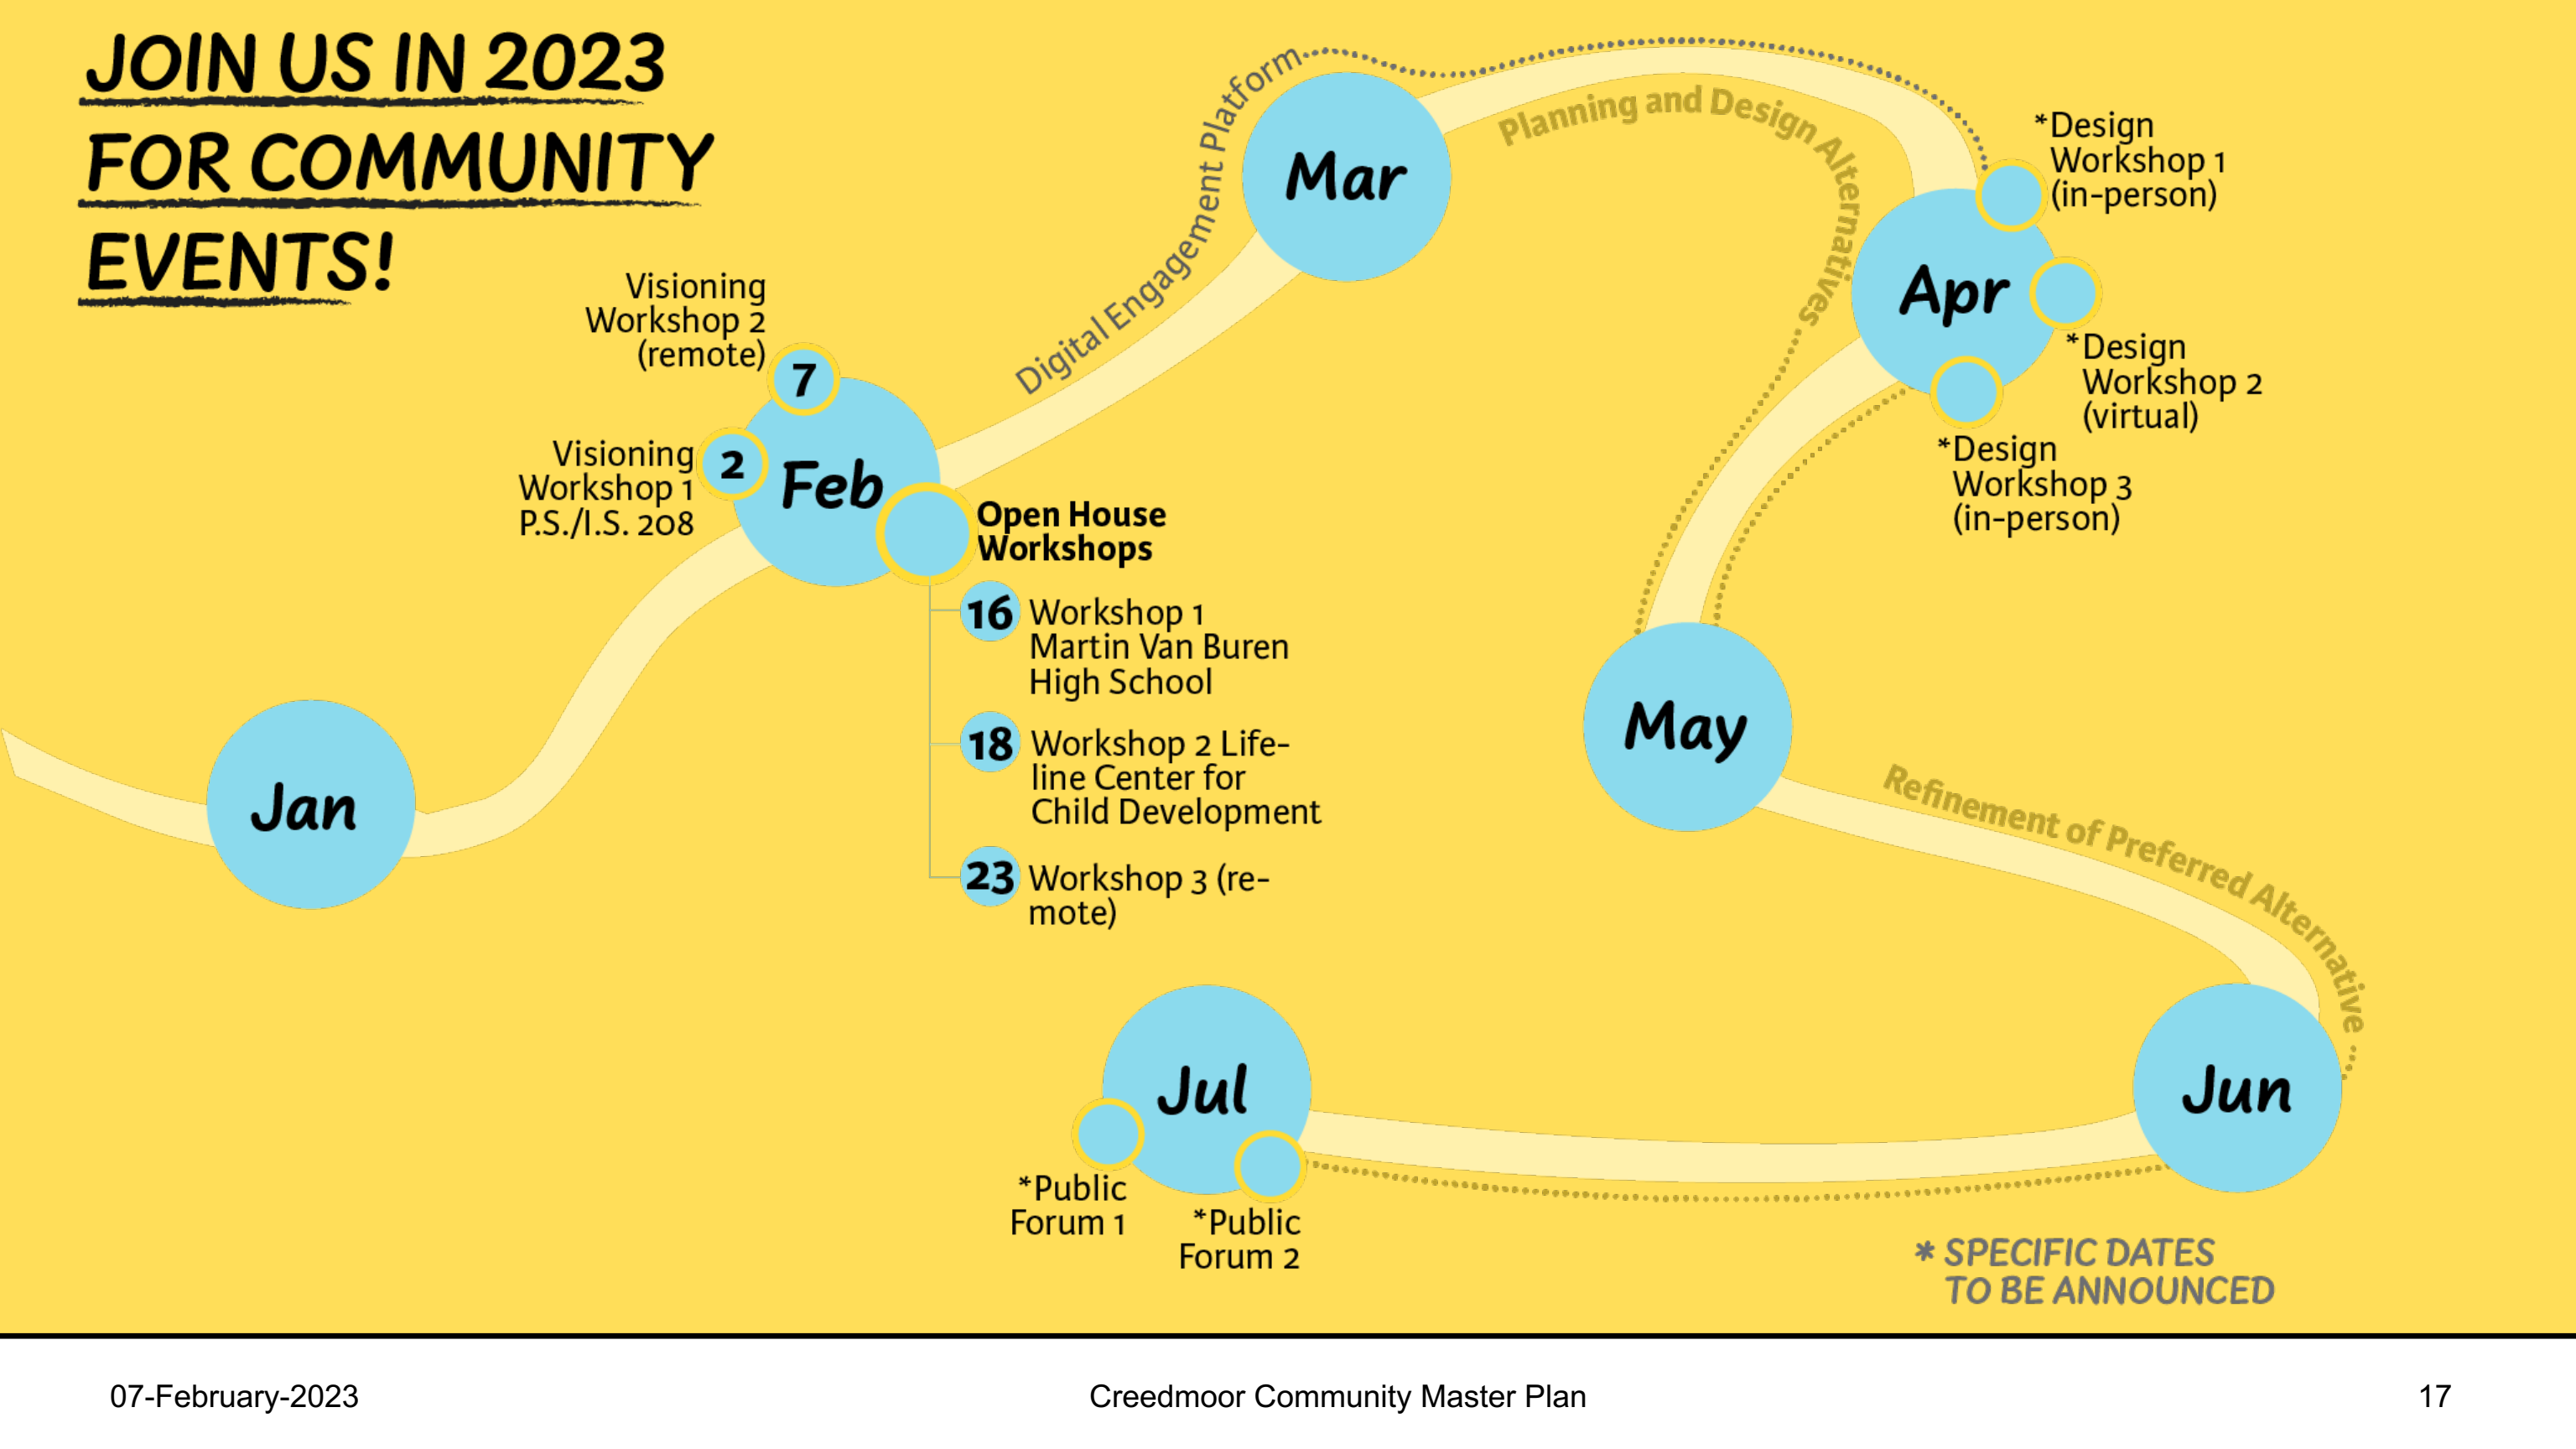 JOIN US IN 2023
FOR COMMUNITY
EVENTS!
Jan
Visioning
Workshop 2
(remote)
7
Visioning
Workshop 1
P.S./I.S. 208
2
Feb
Open House
Workshops
16
Workshop 1
Martin Van Buren
High School
18
Workshop 2 Life-
line Center for
Child Development
23
Workshop 3 (re-
mote)
Digital Engagement Platform
Mar
Planning and Design Alternatives
Apr
*Design
Workshop 1
(in-person)
*Design
Workshop 2
(virtual)
*Design
Workshop 3
(in-person)
May
Refinement of Preferred Alternative
Jun
Jul
*Public
Forum 1
*Public
Forum 2
* SPECIFIC DATES
TO BE ANNOUNCED
07-February-2023
Creedmoor Community Master Plan
17